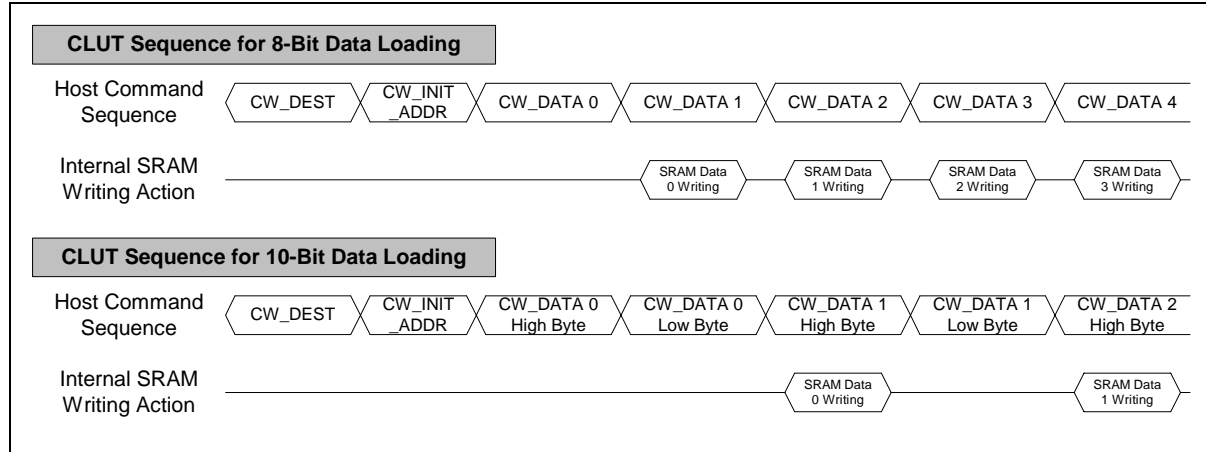 CLUT Sequence for 8-Bit Data Loading
Host Command
Sequence
CW_DEST
CW_INIT
_ADDR
CW_DATA 0
CW_DATA 1
CW_DATA 2
CW_DATA 3
CW_DATA 4
Internal SRAM
Writing Action
SRAM Data
0 Writing
SRAM Data
1 Writing
SRAM Data
2 Writing
SRAM Data
3 Writing
CLUT Sequence for 10-Bit Data Loading
Host Command
Sequence
CW_DEST
CW_INIT
_ADDR
CW_DATA 0
High Byte
CW_DATA 0
Low Byte
CW_DATA 1
High Byte
CW_DATA 1
Low Byte
CW_DATA 2
High Byte
Internal SRAM
Writing Action
SRAM Data
0 Writing
SRAM Data
1 Writing